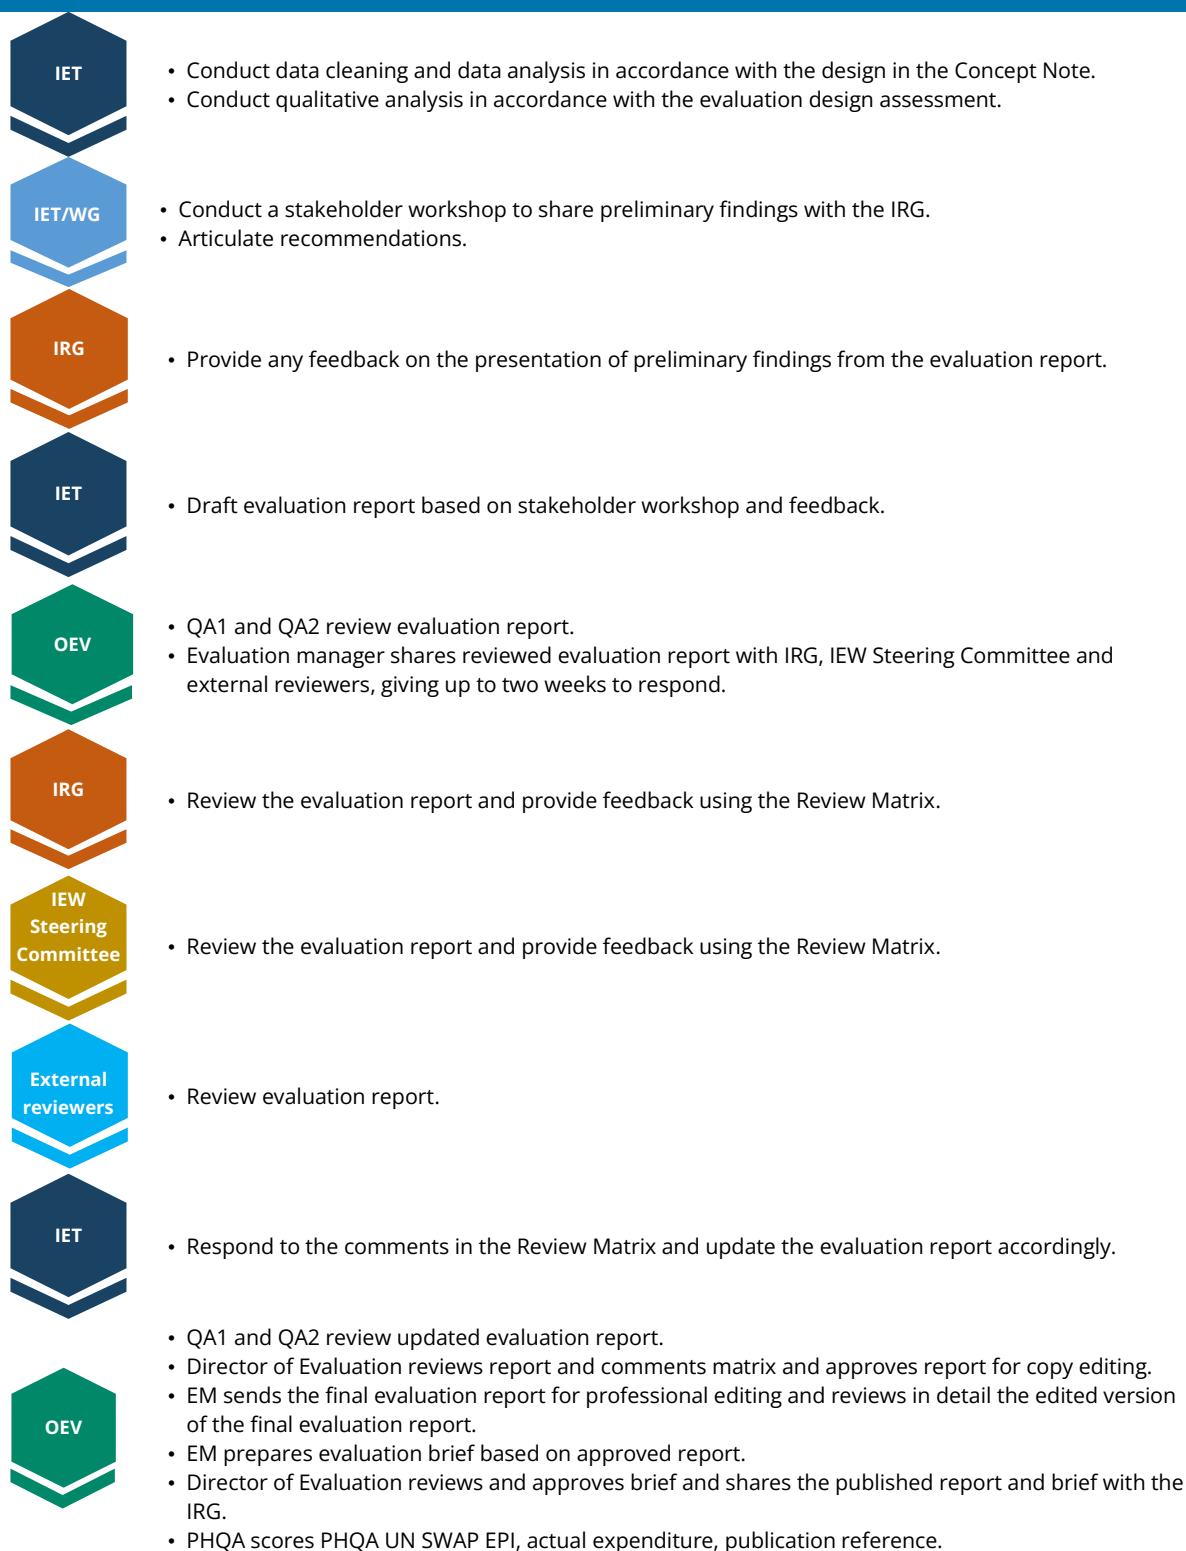 IET
• Conduct data cleaning and data analysis in accordance with the design in the Concept Note.
• Conduct qualitative analysis in accordance with the evaluation design assessment.
IET/WG
• Conduct a stakeholder workshop to share preliminary findings with the IRG.
• Articulate recommendations.
IRG
• Provide any feedback on the presentation of preliminary findings from the evaluation report.
IET
• Draft evaluation report based on stakeholder workshop and feedback.
OEV
• QA1 and QA2 review evaluation report.
• Evaluation manager shares reviewed evaluation report with IRG, IEW Steering Committee and
external reviewers, giving up to two weeks to respond.
IRG
• Review the evaluation report and provide feedback using the Review Matrix.
IEW
Steering
Committee
• Review the evaluation report and provide feedback using the Review Matrix.
External
reviewers
• Review evaluation report.
IET
• Respond to the comments in the Review Matrix and update the evaluation report accordingly.
OEV
• QA1 and QA2 review updated evaluation report.
• Director of Evaluation reviews report and comments matrix and approves report for copy editing.
• EM sends the final evaluation report for professional editing and reviews in detail the edited version
of the final evaluation report.
• EM prepares evaluation brief based on approved report.
• Director of Evaluation reviews and approves brief and shares the published report and brief with the
IRG.
• PHQA scores PHQA UN SWAP EPI, actual expenditure, publication reference.